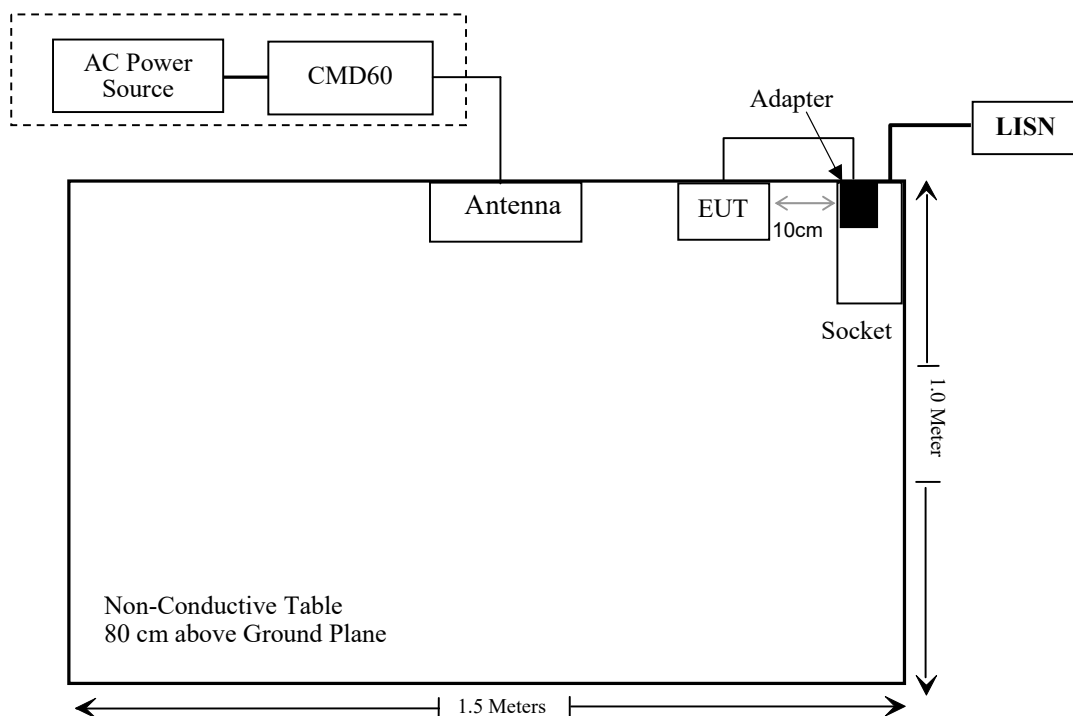 AC Power
Source
CMD60
Adapter
LISN
Antenna
EUT
10cm
Socket
1.0 Meter
Non-Conductive Table
80 cm above Ground Plane
1.5 Meters